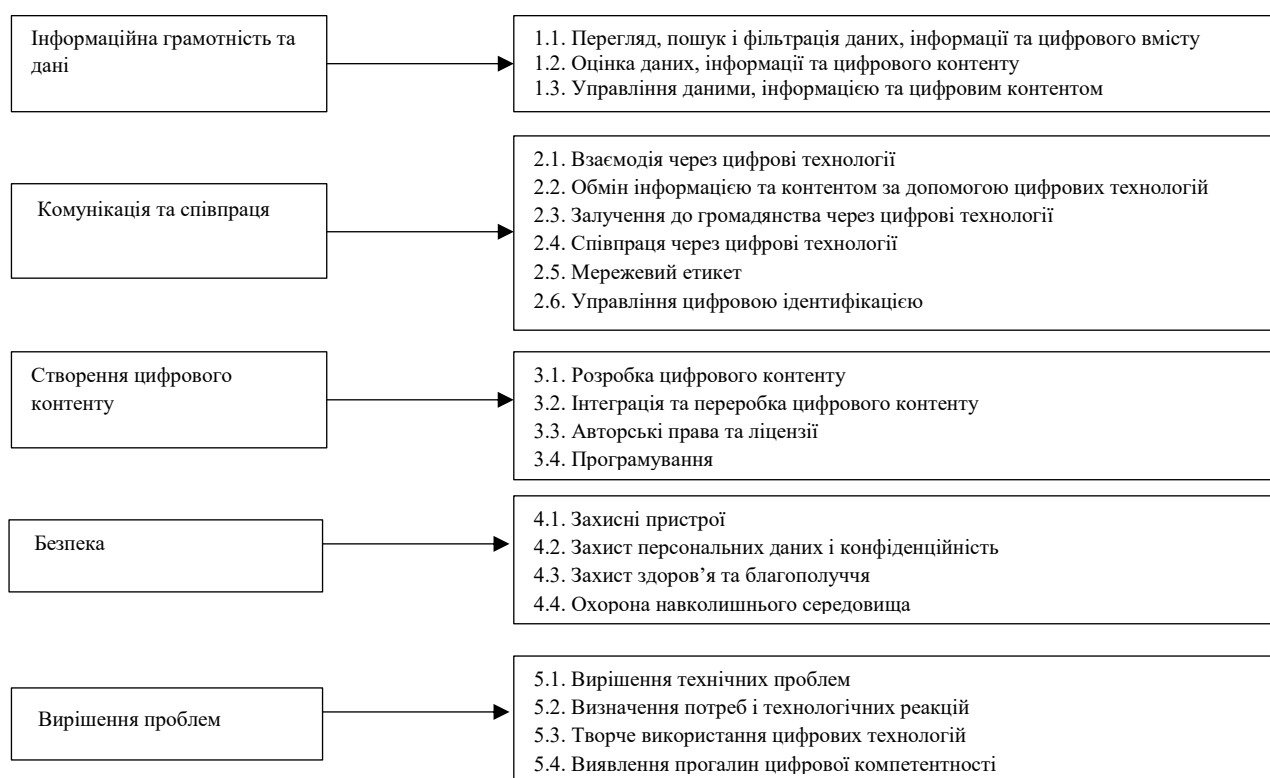 Інформаційна грамотність та
дані
1.1. Перегляд, пошук і фільтрація даних, інформації та цифрового вмісту
1.2. Оцінка даних, інформації та цифрового контенту
1.3. Управління даними, інформацією та цифровим контентом
Комунікація та співпраця
2.1. Взаємодія через цифрові технології
2.2. Обмін інформацією та контентом за допомогою цифрових технологій
2.3. Залучення до громадянства через цифрові технології
2.4. Співпраця через цифрові технології
2.5. Мережевий етикет
2.6. Управління цифровою ідентифікацією
Створення цифрового
контенту
3.1. Розробка цифрового контенту
3.2. Інтеграція та переробка цифрового контенту
3.3. Авторські права та ліцензії
3.4. Програмування
Безпека
4.1. Захисні пристрої
4.2. Захист персональних даних і конфіденційність
4.3. Захист здоров’я та благополуччя
4.4. Охорона навколишнього середовища
Вирішення проблем
5.1. Вирішення технічних проблем
5.2. Визначення потреб і технологічних реакцій
5.3. Творче використання цифрових технологій
5.4. Виявлення прогалин цифрової компетентності